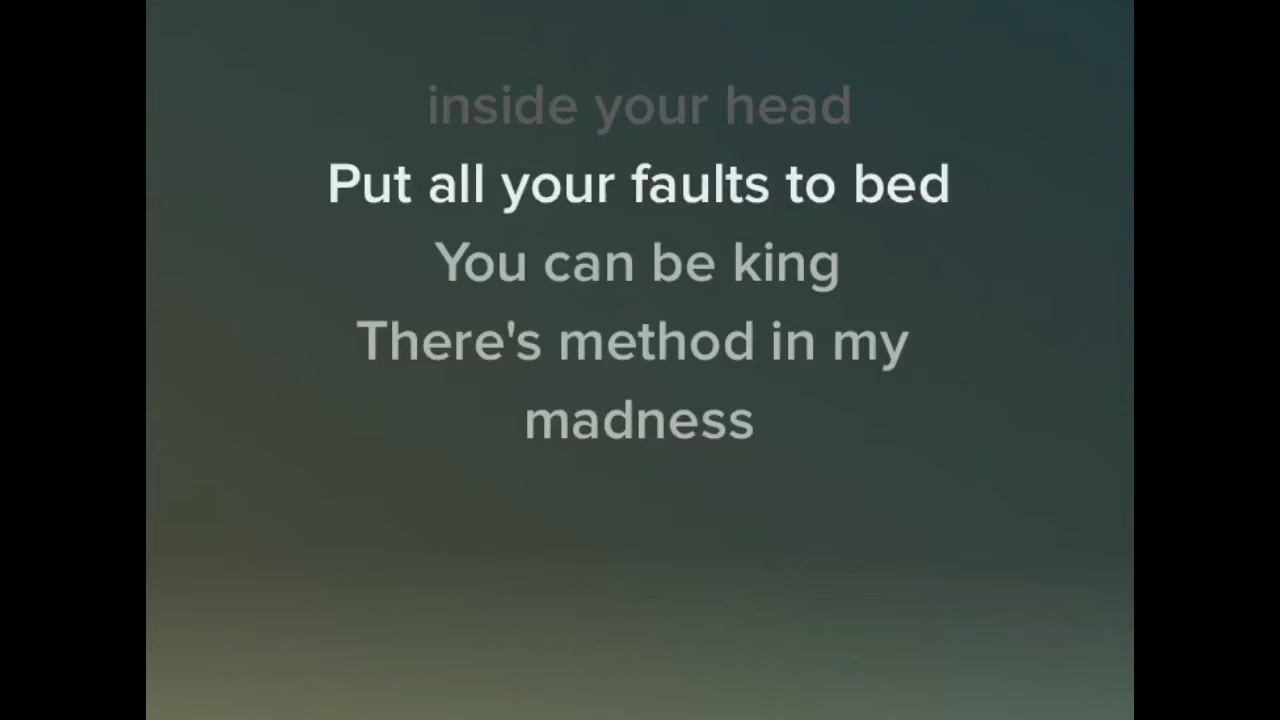 inside your head
Put all your faults to bed
You can be king
There's method in my
madness